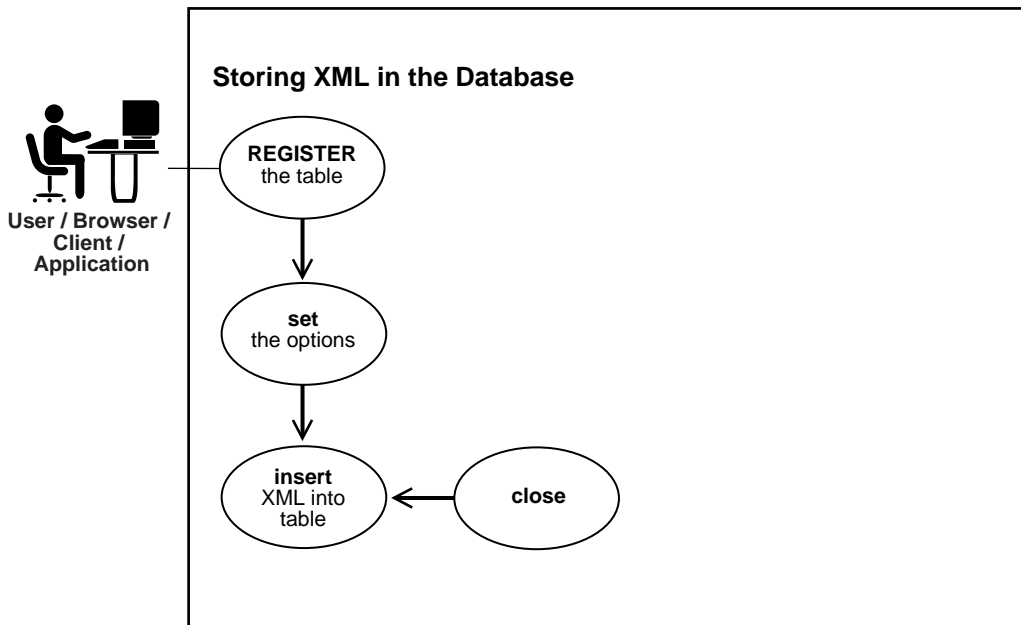 Storing XML in the Database
REGISTER
the table
User / Browser /
Client /
Application
set
the options
insert
XML into
table
close